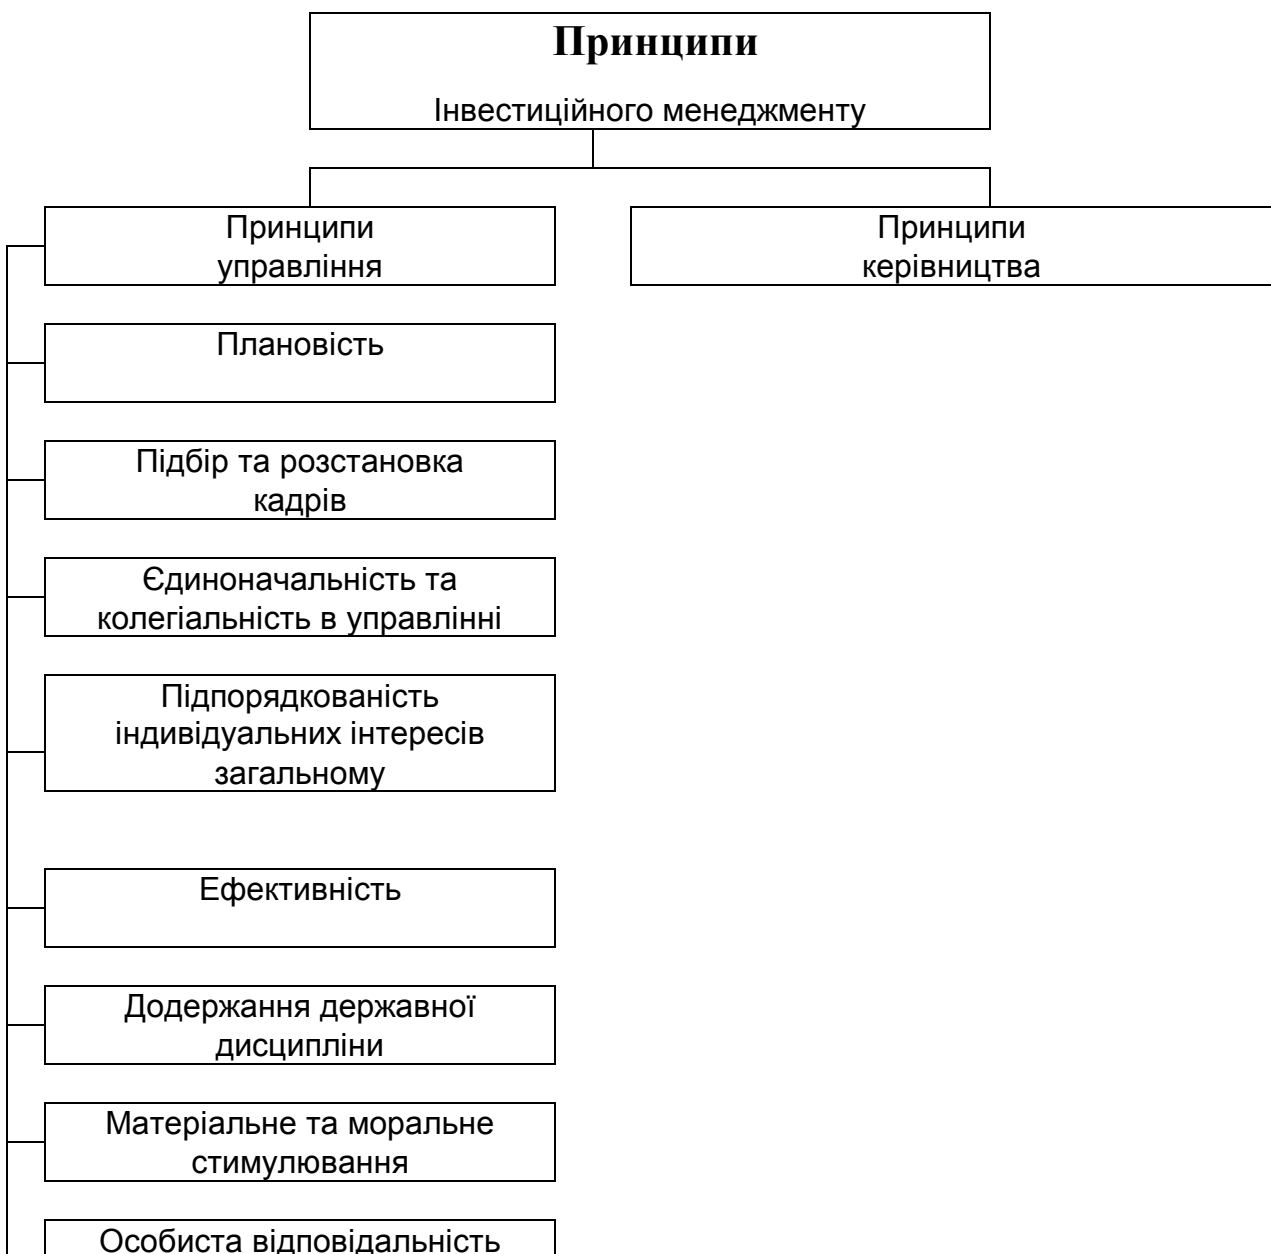 Принципи
Інвестиційного менеджменту
Принципи
управління
Принципи
керівництва
Плановість
Підбір та розстановка
кадрів
Єдиноначальність та
колегіальність в управлінні
Підпорядкованість
індивідуальних інтересів
загальному
Ефективність
Додержання державної
дисципліни
Матеріальне та моральне
стимулювання
Особиста відповідальність